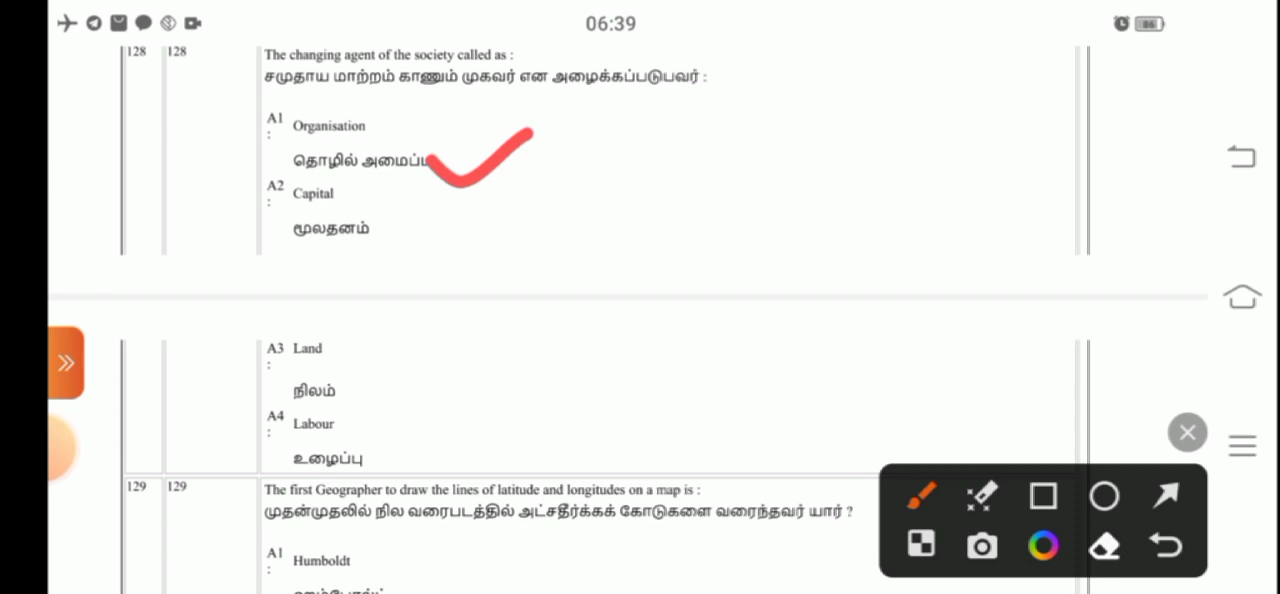 06:39
86
128 128 The changing agent of the society called as :
சமுதாய மாற்றம் காணும் முகவர் என அழைக்கப்படுபவர் :
A1 : Organisation
தொழில்
A2 : Capital
மூலதனம்
A3 : Land
நிலம்
A4 : Labour
உழைப்பு
129 129 The first Geographer to draw the lines of latitude and longitudes on a map is :
முதன்முதலில் நில வரைபடத்தில் அட்சதீர்க்கக் கோடுகளை வரைந்தவர் யார் ?
A1 : Humboldt